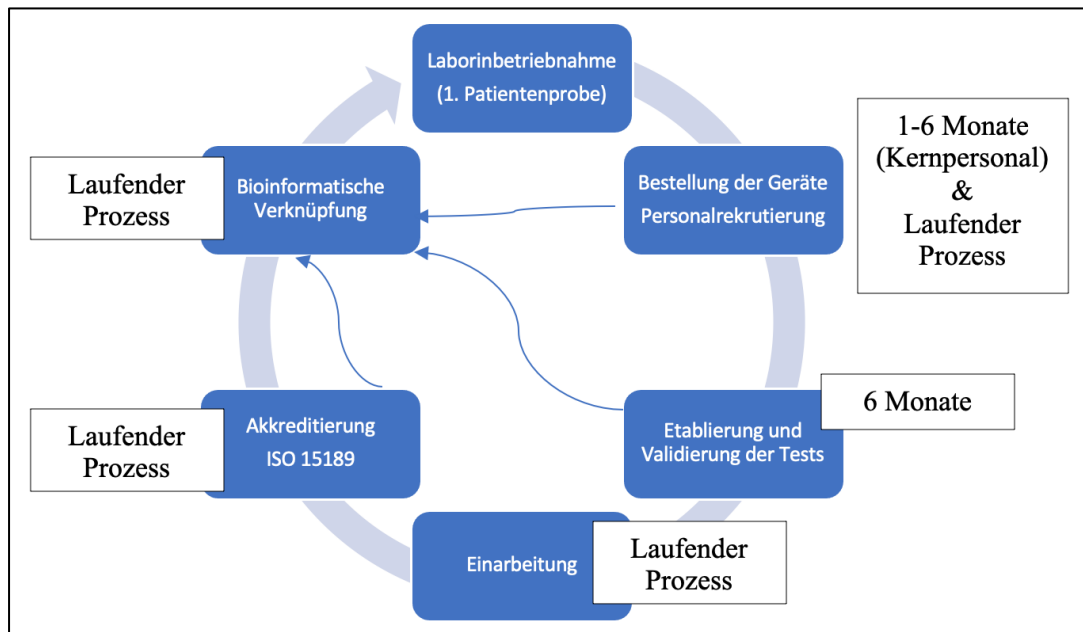 Laborinbetriebnahme
(1. Patientenprobe)
Bestellung der Geräte
Personalrekrutierung
1-6 Monate
(Kernpersonal)
&
Laufender
Prozess
Etablierung und
Validierung der Tests
6 Monate
Einarbeitung
Laufender
Prozess
Akkreditierung
ISO 15189
Laufender
Prozess
Bioinformatische
Verknüpfung
Laufender
Prozess